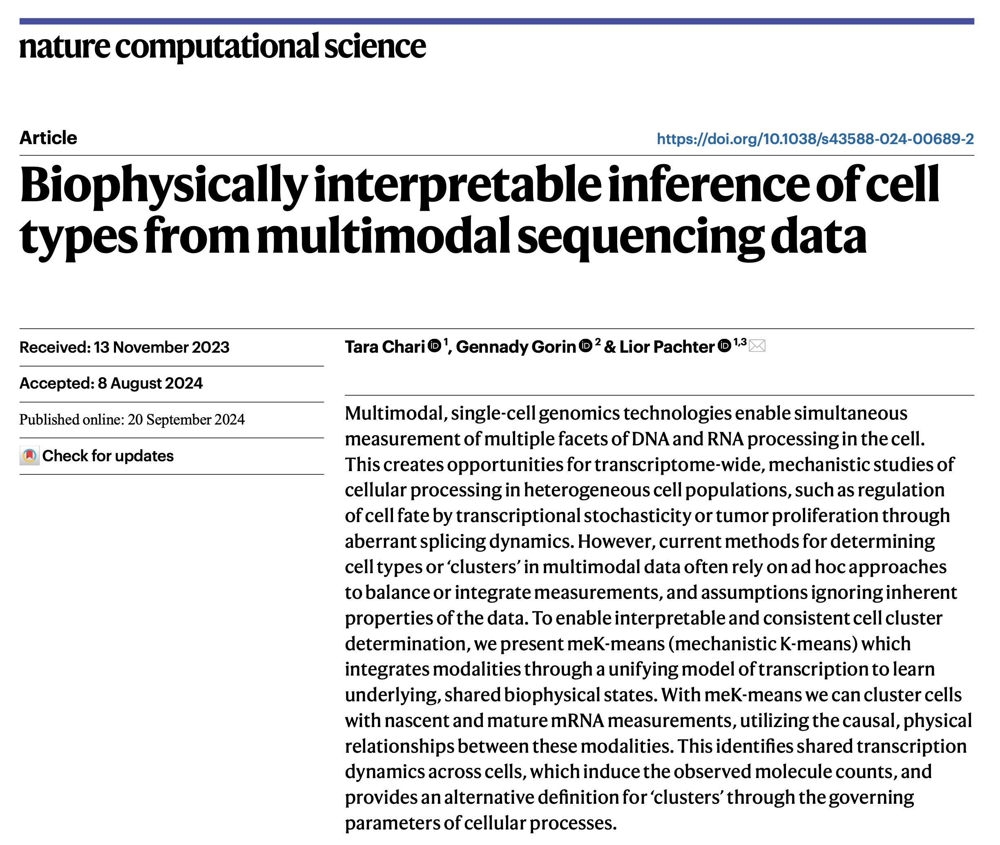 nature computational science
Article
https://doi.org/10.1038/s43588-024-00689-2
Biophysically interpretable inference of cell
types from multimodal sequencing data
Received: 13 November 2023
Accepted: 8 August 2024
Published online: 20 September 2024
Check for updates
Tara Chari iD 1, Gennady Gorin iD 2 & Lior Pachter iD 1,3
Multimodal, single-cell genomics technologies enable simultaneous
measurement of multiple facets of DNA and RNA processing in the cell.
This creates opportunities for transcriptome-wide, mechanistic studies of
cellular processing in heterogeneous cell populations, such as regulation
of cell fate by transcriptional stochasticity or tumor proliferation through
aberrant splicing dynamics. However, current methods for determining
cell types or ‘clusters’ in multimodal data often rely on ad hoc approaches
to balance or integrate measurements, and assumptions ignoring inherent
properties of the data. To enable interpretable and consistent cell cluster
determination, we present meK-means (mechanistic K-means) which
integrates modalities through a unifying model of transcription to learn
underlying, shared biophysical states. With meK-means we can cluster cells
with nascent and mature mRNA measurements, utilizing the causal, physical
relationships between these modalities. This identifies shared transcription
dynamics across cells, which induce the observed molecule counts, and
provides an alternative definition for ‘clusters’ through the governing
parameters of cellular processes.